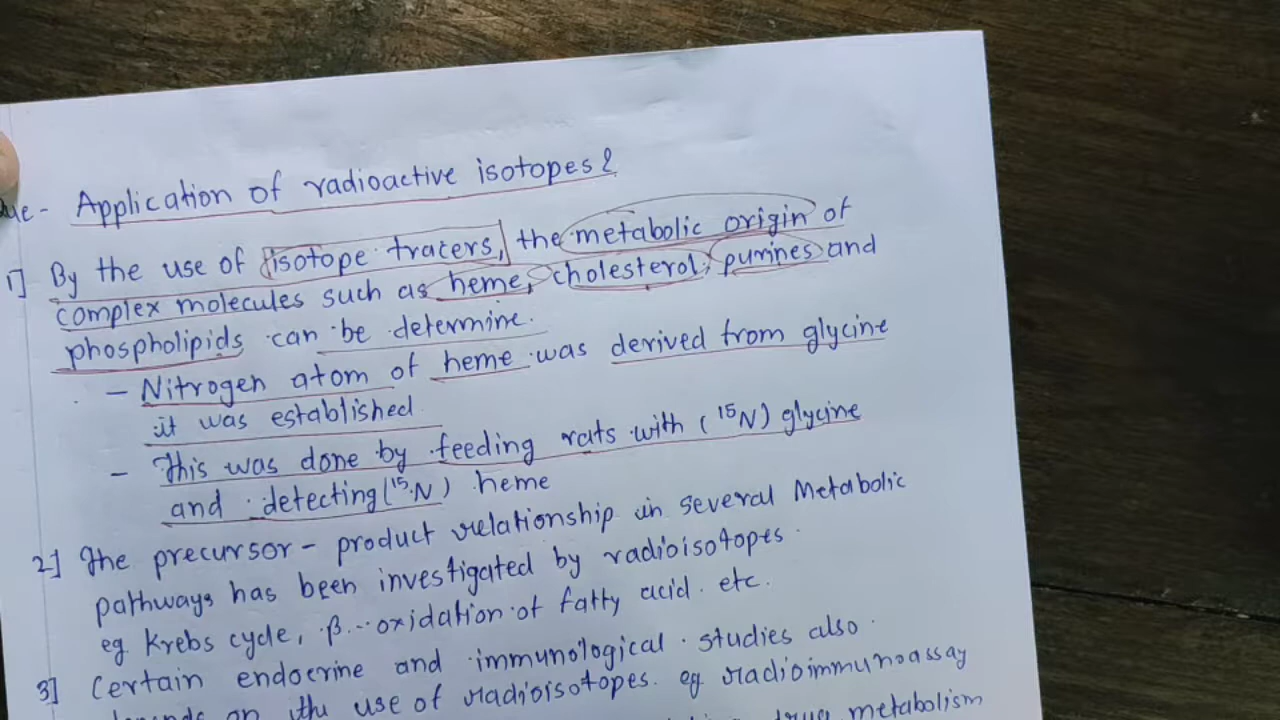 Que - Application of radioactive isotopes?
1] By the use of isotope tracers, the metabolic origin of
complex molecules such as heme, cholesterol, purines and
phospholipids can be determine.
- Nitrogen atom of heme was derived from glycine
it was established
- This was done by feeding rats with (15N) glycine
and detecting (15N) heme
2] The precursor - product relationship in several Metabolic
pathways has been investigated by radioisotopes
eg Krebs cycle, β-oxidation of fatty acid etc.
3] Certain endocrine and immunological studies also
depends on the use of radioisotopes. eg radioimmunoassay
drug metabolism